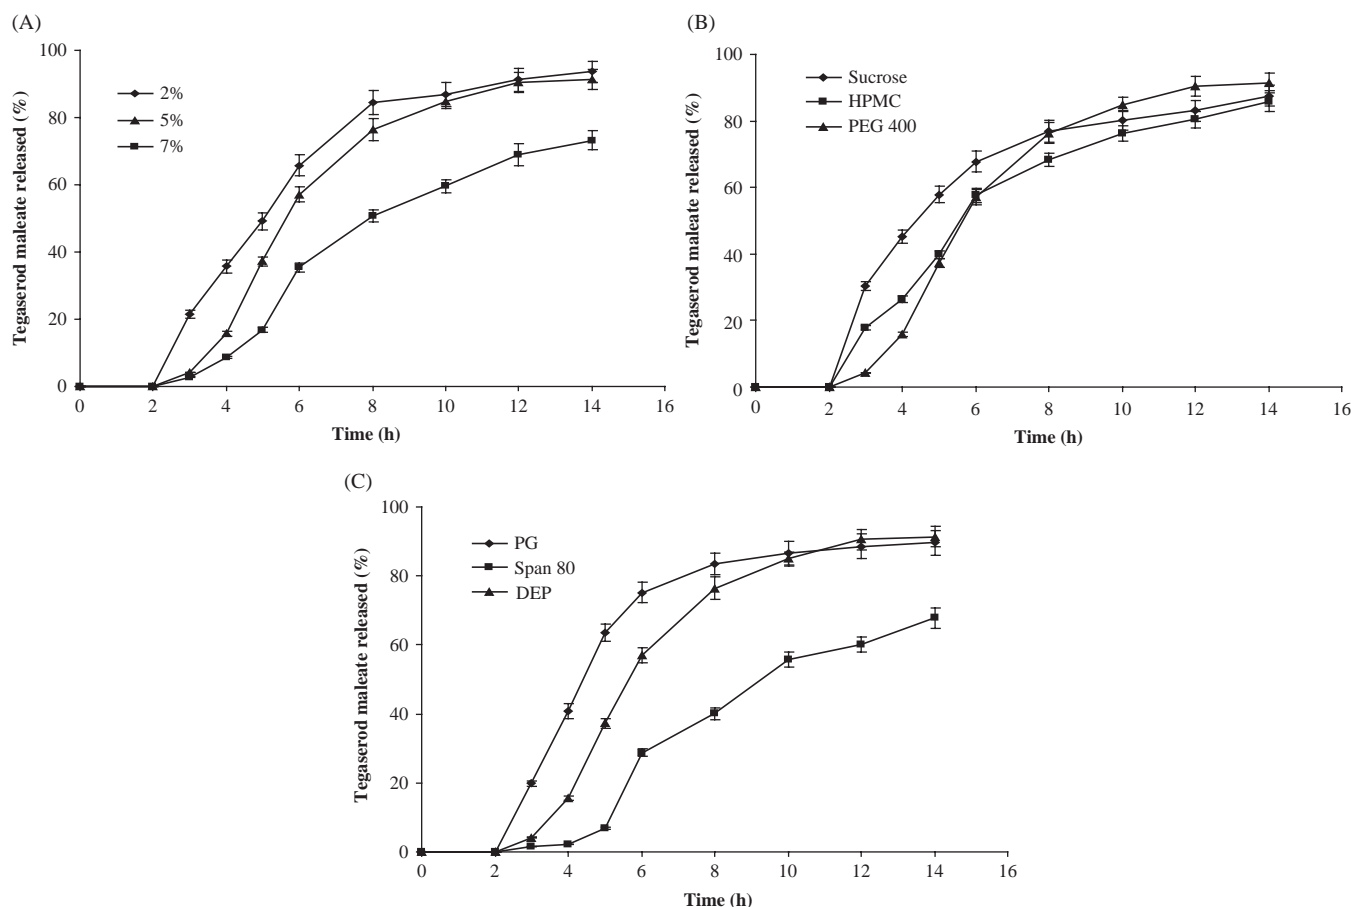 (A)
Tegaserod maleate released (%)
100
80
60
40
20
0
2%
5%
7%
0 2 4 6 8 10 12 14 16
Time (h)
(B)
Tegaserod maleate released (%)
100
80
60
40
20
0
Sucrose
HPMC
PEG 400
0 2 4 6 8 10 12 14 16
Time (h)
(C)
Tegaserod maleate released (%)
100
80
60
40
20
0
PG
Span 80
DEP
0 2 4 6 8 10 12 14 16
Time (h)